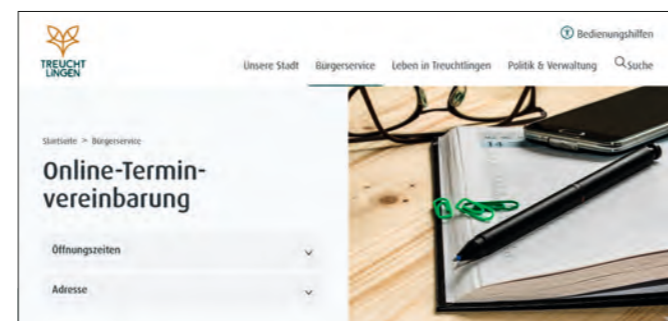 Bedienungshilfen
TREUCHT
LINGEN
Unsere Stadt Bürgerservice Leben in Treuchtlingen Politik & Verwaltung Suche
Startseite > Bürgerservice
Online-Termin-
vereinbarung
14
Öffnungszeiten
Adresse